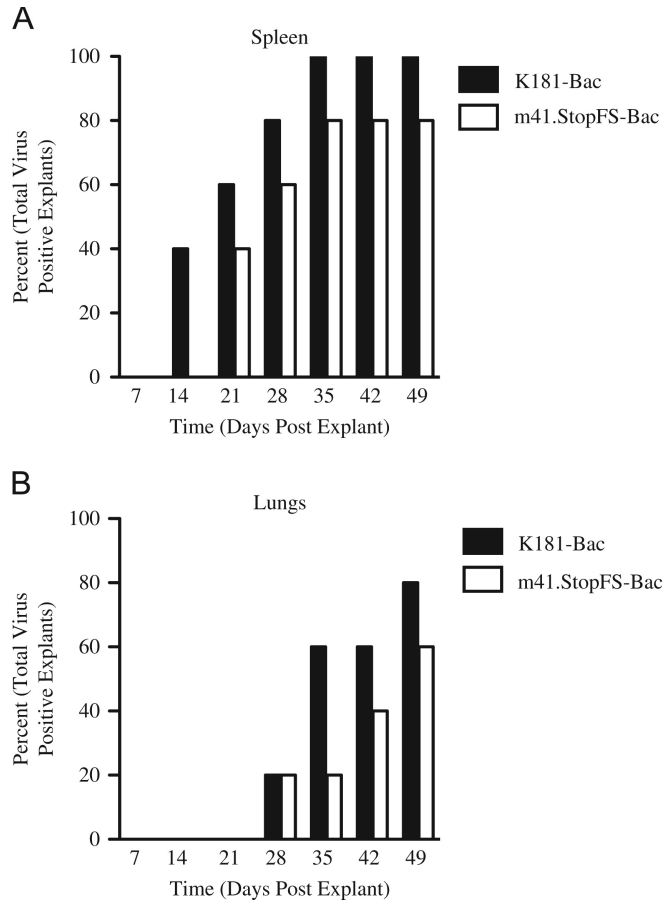 A
Spleen
K181-Bac
m41.StopFS-Bac
Percent (Total Virus
Positive Explants)
100
80
60
40
20
0
7 14 21 28 35 42 49
Time (Days Post Explant)
B
Lungs
K181-Bac
m41.StopFS-Bac
Percent (Total Virus
Positive Explants)
100
80
60
40
20
0
7 14 21 28 35 42 49
Time (Days Post Explant)